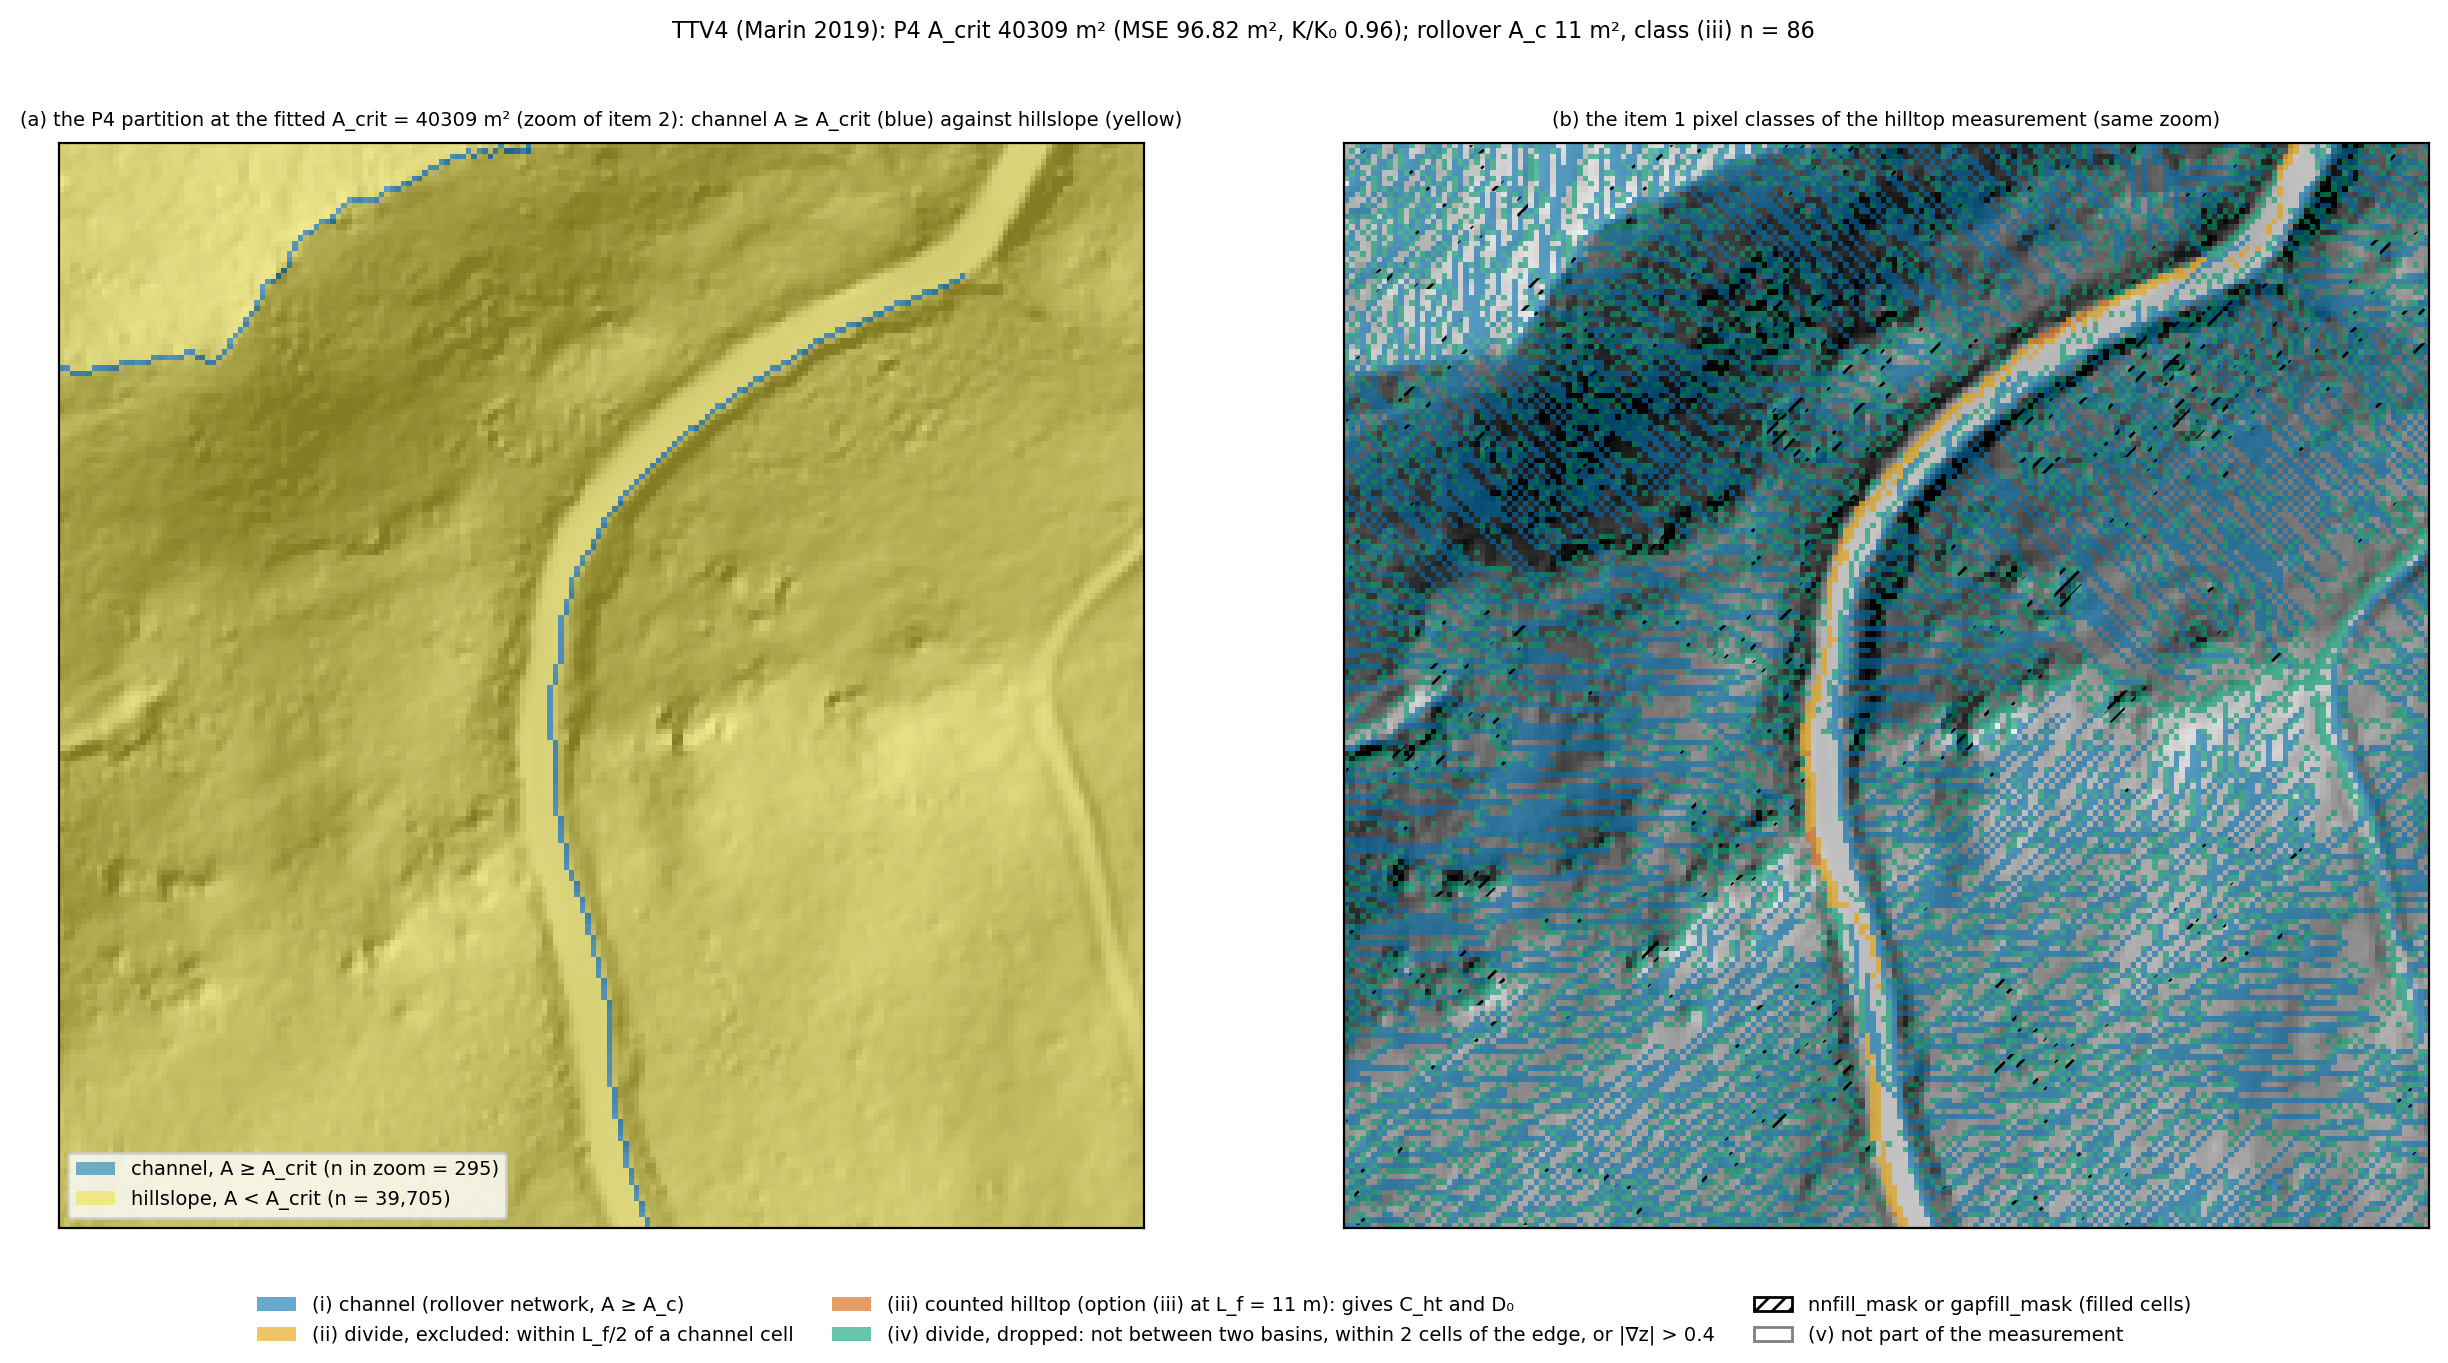 TTV4 (Marin 2019): P4 A_crit 40309 m² (MSE 96.82 m², K/K₀ 0.96); rollover A_c 11 m², class (iii) n = 86
(a) the P4 partition at the fitted A_crit = 40309 m² (zoom of item 2): channel A ≥ A_crit (blue) against hillslope (yellow)
(b) the item 1 pixel classes of the hilltop measurement (same zoom)
channel, A ≥ A_crit (n in zoom = 295)
hillslope, A < A_crit (n = 39,705)
(i) channel (rollover network, A ≥ A_c)
(ii) divide, excluded: within L_f/2 of a channel cell
(iii) counted hilltop (option (iii) at L_f = 11 m): gives C_ht and D₀
(iv) divide, dropped: not between two basins, within 2 cells of the edge, or |∇z| > 0.4
nnfill_mask or gapfill_mask (filled cells)
(v) not part of the measurement